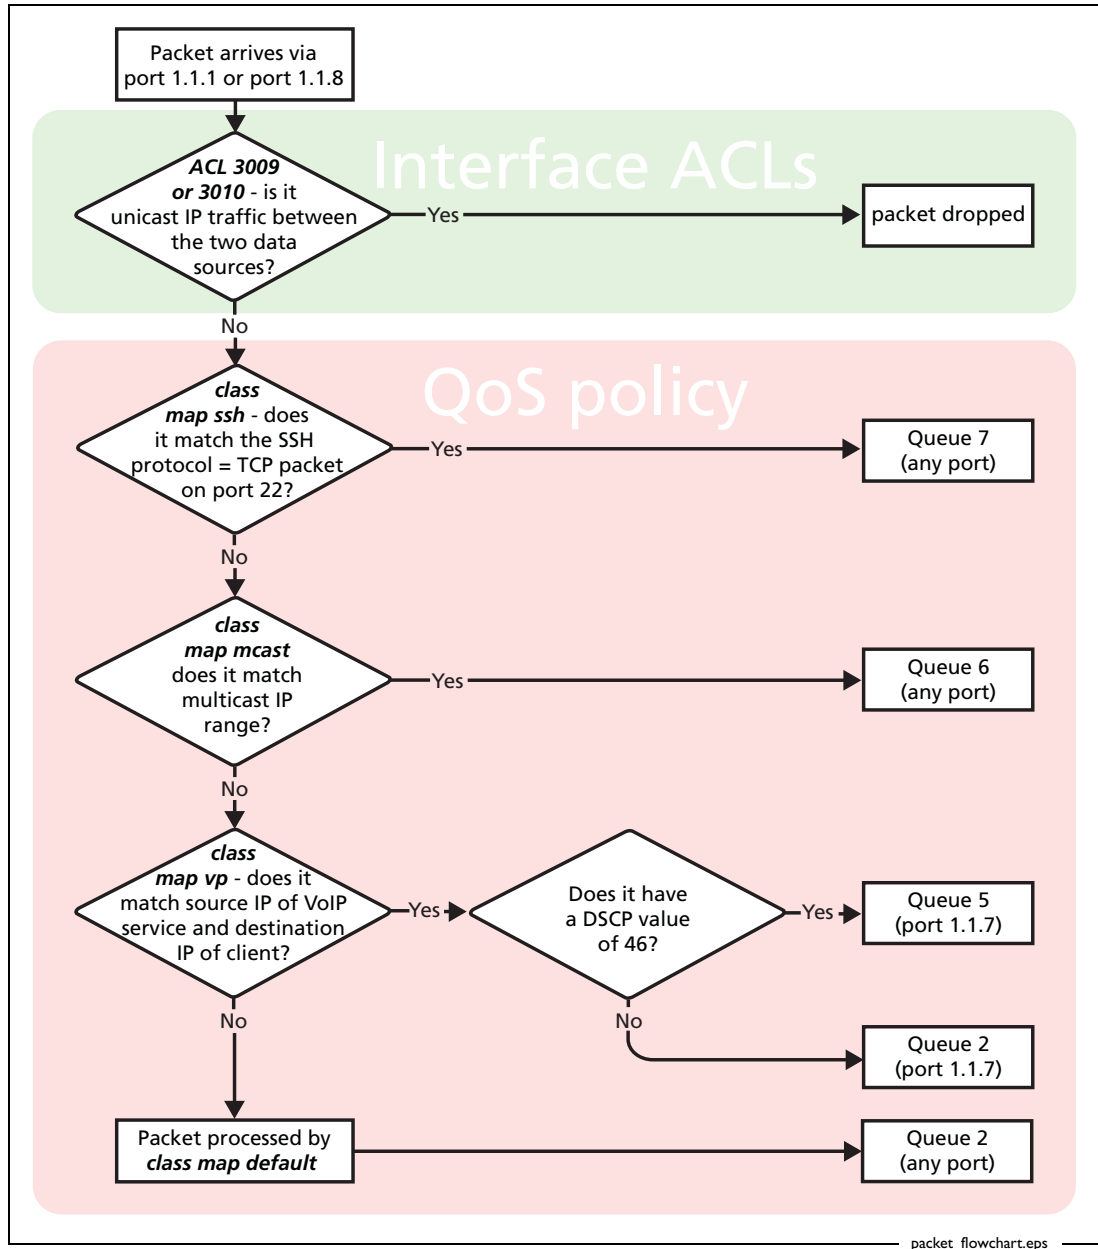 Packet arrives via
port 1.1.1 or port 1.1.8
Interface ACLs
ACL 3009
or 3010 - is it
unicast IP traffic between
the two data
sources?
Yes
packet dropped
No
QoS policy
class
map ssh - does
it match the SSH
protocol = TCP packet
on port 22?
Yes
Queue 7
(any port)
No
class
map mcast
does it match
multicast IP
range?
Yes
Queue 6
(any port)
No
class
map vp - does it
match source IP of VoIP
service and destination
IP of client?
Yes
Does it have
a DSCP value
of 46?
Yes
Queue 5
(port 1.1.7)
No
No
Queue 2
(port 1.1.7)
Packet processed by
class map default
Queue 2
(any port)
packet_flowchart.eps